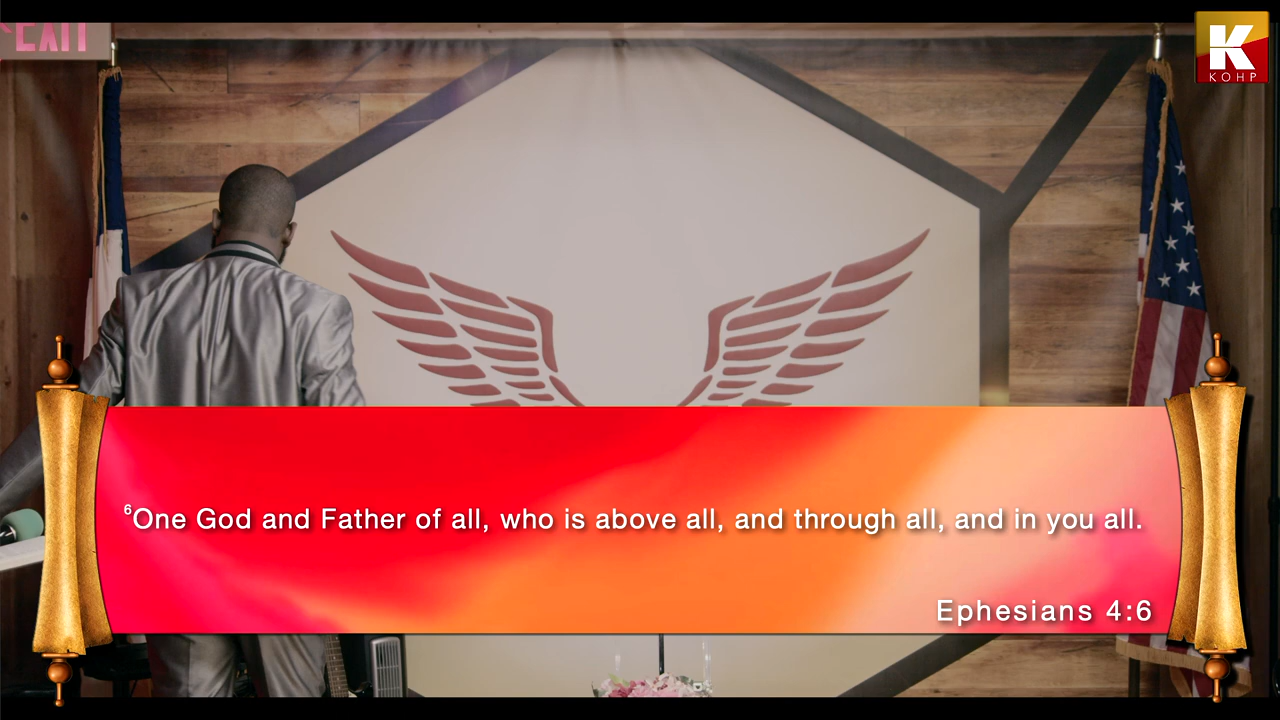 EXIT
K
KOHP
⁶One God and Father of all, who is above all, and through all, and in you all.
Ephesians 4:6